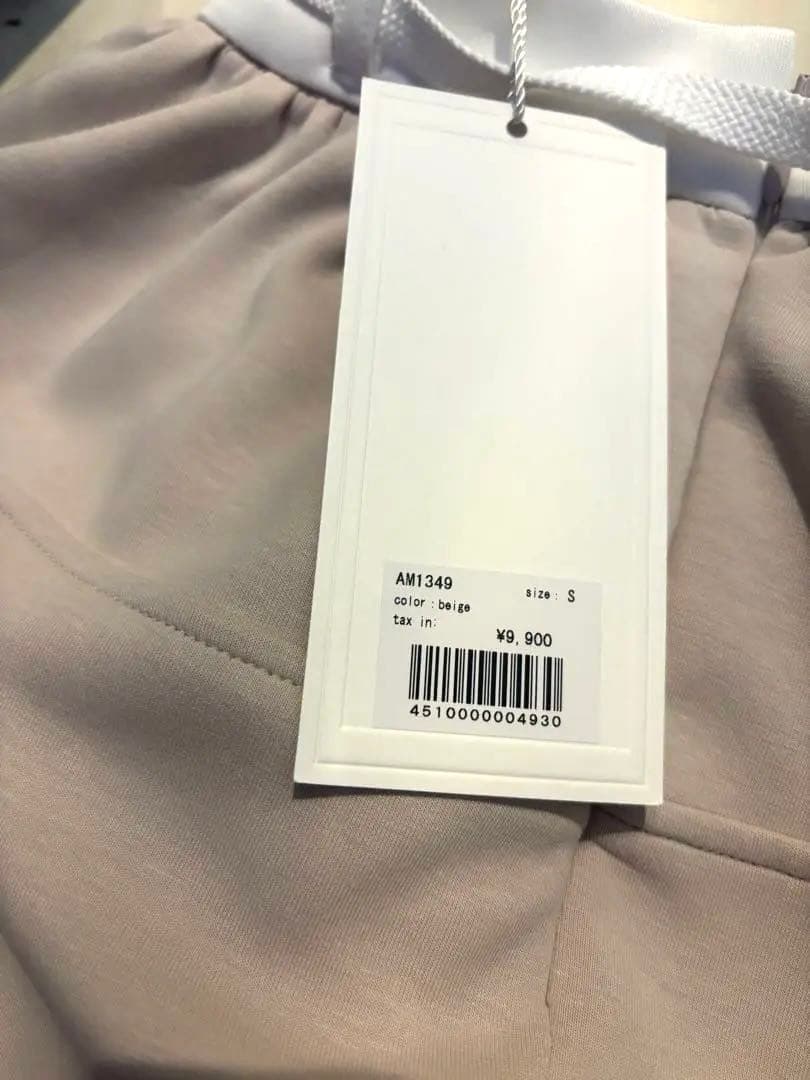 AM1349 size: S
color:beige
tax in:
¥9,900
4510000004930